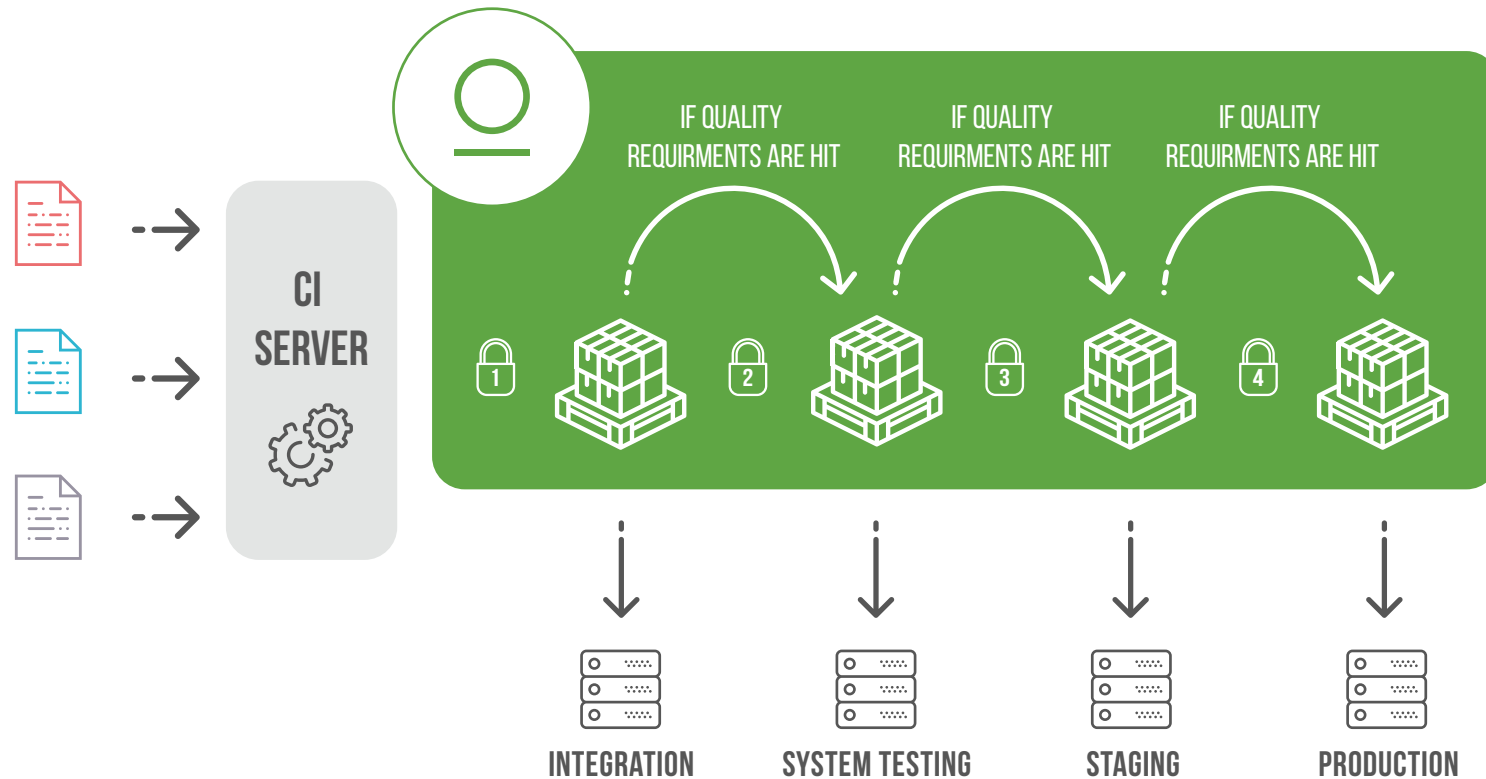 IF QUALITY
REQUIRMENTS ARE HIT
IF QUALITY
REQUIRMENTS ARE HIT
IF QUALITY
REQUIRMENTS ARE HIT
CI
SERVER
1
2
3
4
INTEGRATION
SYSTEM TESTING
STAGING
PRODUCTION